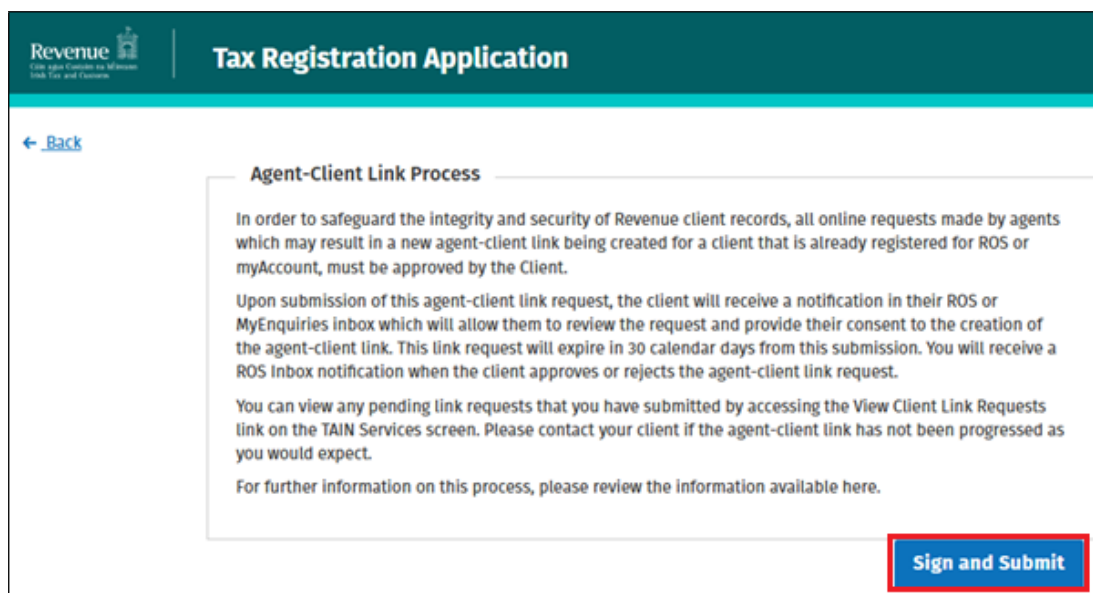 Revenue
Cáin agus Custaim na hÉireann
Irish Tax and Customs
Tax Registration Application
← Back
Agent-Client Link Process
In order to safeguard the integrity and security of Revenue client records, all online requests made by agents
which may result in a new agent-client link being created for a client that is already registered for ROS or
myAccount, must be approved by the Client.
Upon submission of this agent-client link request, the client will receive a notification in their ROS or
MyEnquiries inbox which will allow them to review the request and provide their consent to the creation of
the agent-client link. This link request will expire in 30 calendar days from this submission. You will receive a
ROS Inbox notification when the client approves or rejects the agent-client link request.
You can view any pending link requests that you have submitted by accessing the View Client Link Requests
link on the TAIN Services screen. Please contact your client if the agent-client link has not been progressed as
you would expect.
For further information on this process, please review the information available here.
Sign and Submit